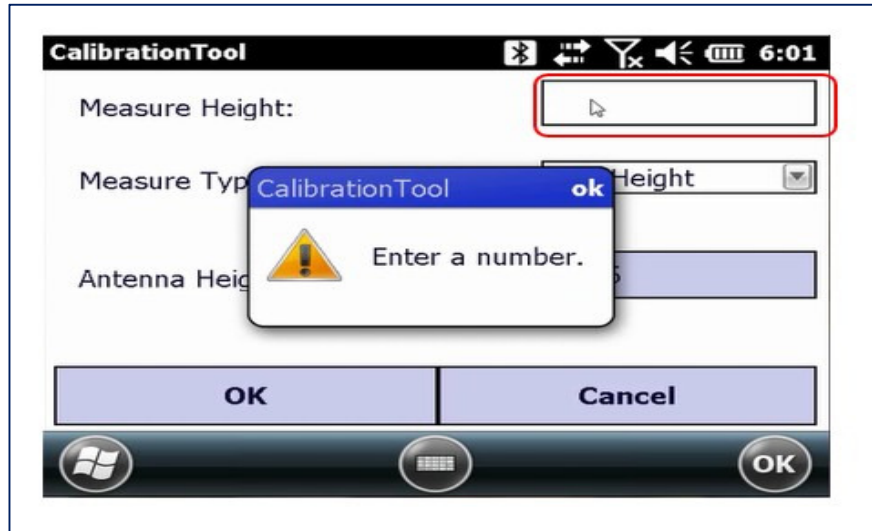 CalibrationTool 6:01
Measure Height:
Measure Typ Height
CalibrationTool ok
Enter a number.
Antenna Heig
OK Cancel
OK